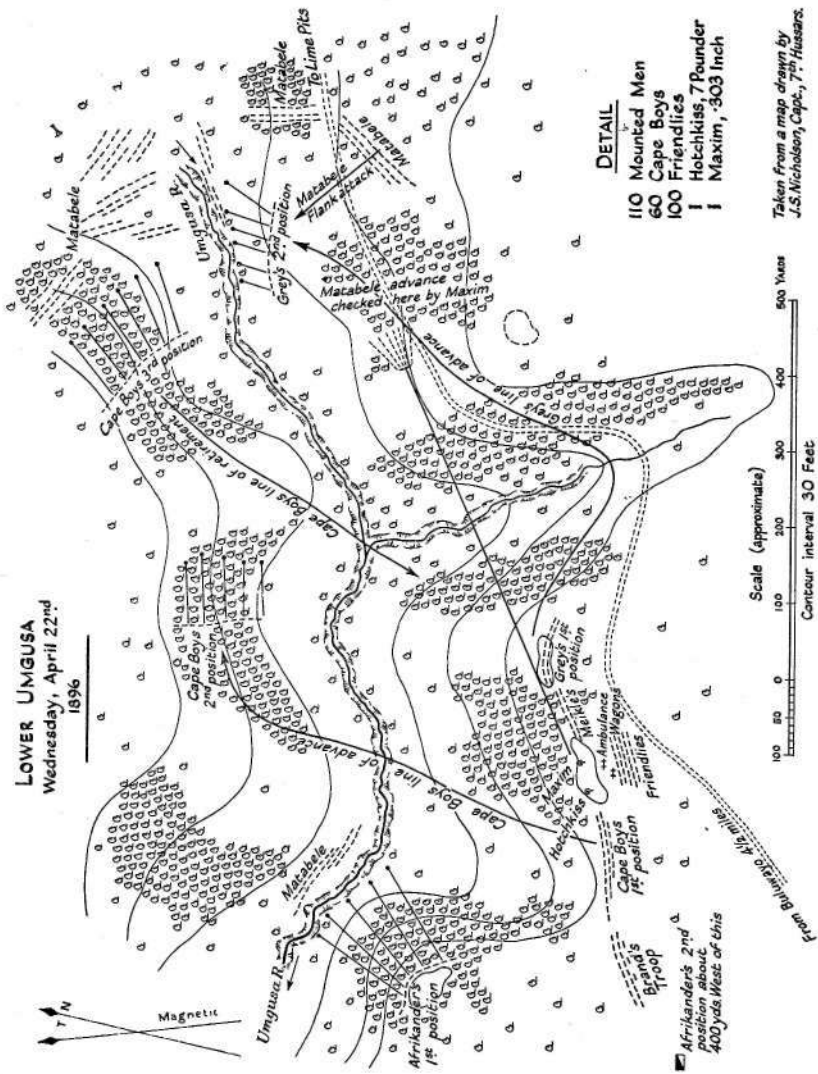 LOWER UMGUSA
Wednesday, April 22nd
1896
T N
Magnetic
Umgusa R.
Matabele
Afrikander's
1st position
Afrikander's 2nd
position about
400 yds. West of this
Brand's
Troop
Cape Boys
1st position
Cape Boys line of advance
Cape Boys
2nd position
Cape Boys 3rd position
Cape Boys line of retirement
Hotchkiss
Maxim
Meikle's
Grey's 1st
position
Ambulance
Wagons
Friendlies
From Buluwayo 4½ miles
Grey's line of advance
Matabele advance
checked here by Maxim
Grey's 2nd position
Umgusa R.
Matabele
Flank attack
Matabele
Matabele
Matabele
To Lime Pits
DETAIL
110 Mounted Men
60 Cape Boys
100 Friendlies
1 Hotchkiss, 7 Pounder
1 Maxim, ·303 Inch
Scale (approximate)
100 50 0 100 200 300 400 500 YARDS
Contour interval 30 Feet
Taken from a map drawn by
J.S.Nicholson, Capt., 7th Hussars.